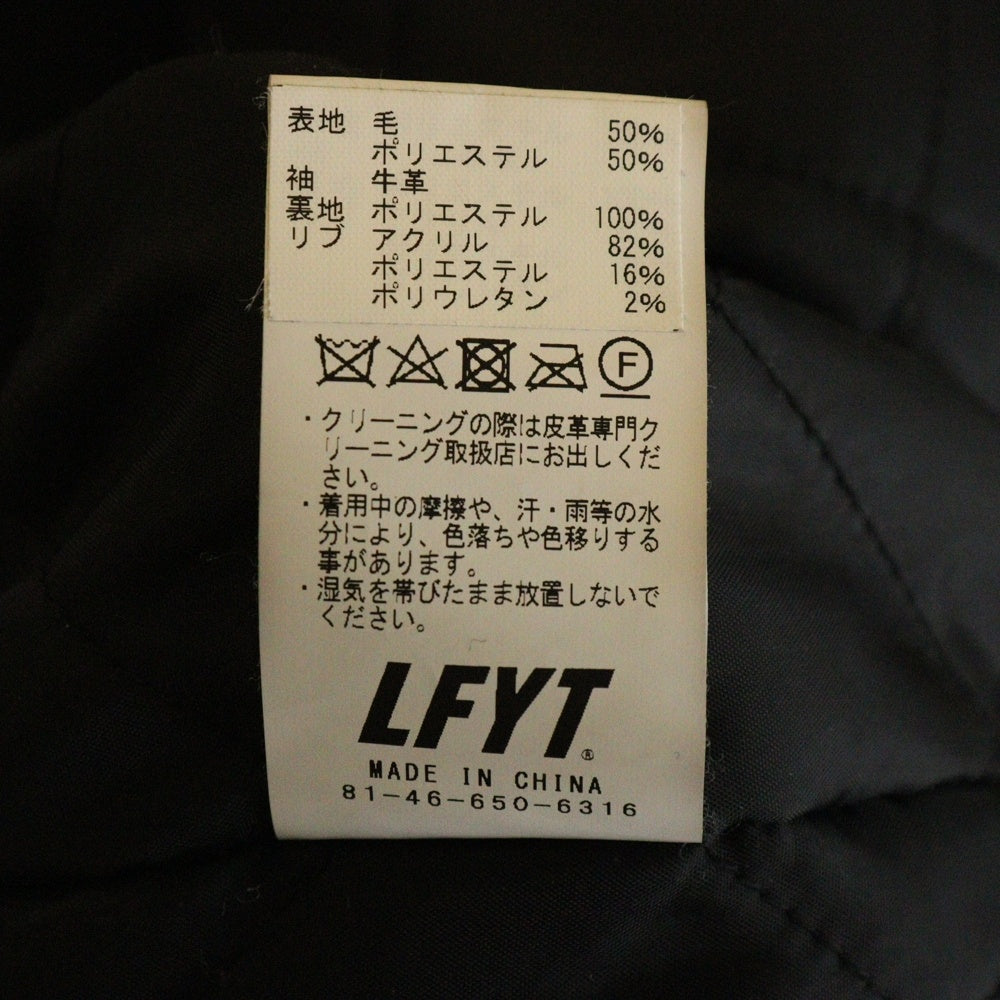 表地 毛 50%
ポリエステル 50%
袖 牛革
裏地 ポリエステル 100%
リブ アクリル 82%
ポリエステル 16%
ポリウレタン 2%
F
・クリーニングの際は皮革専門ク
リーニング取扱店にお出しくだ
さい。
・着用中の摩擦や、汗・雨等の水
分により、色落ちや色移りする
事があります。
・湿気を帯びたまま放置しないで
ください。
LFYT®
MADE IN CHINA
81-46-650-6316